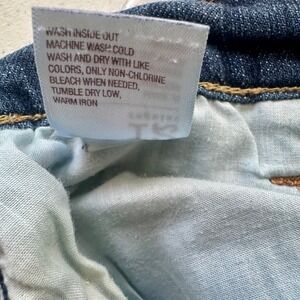 WASH INSIDE OUT
MACHINE WASH COLD
WASH AND DRY WITH LIKE
COLORS, ONLY NON-CHLORINE
BLEACH WHEN NEEDED,
TUMBLE DRY LOW,
WARM IRON